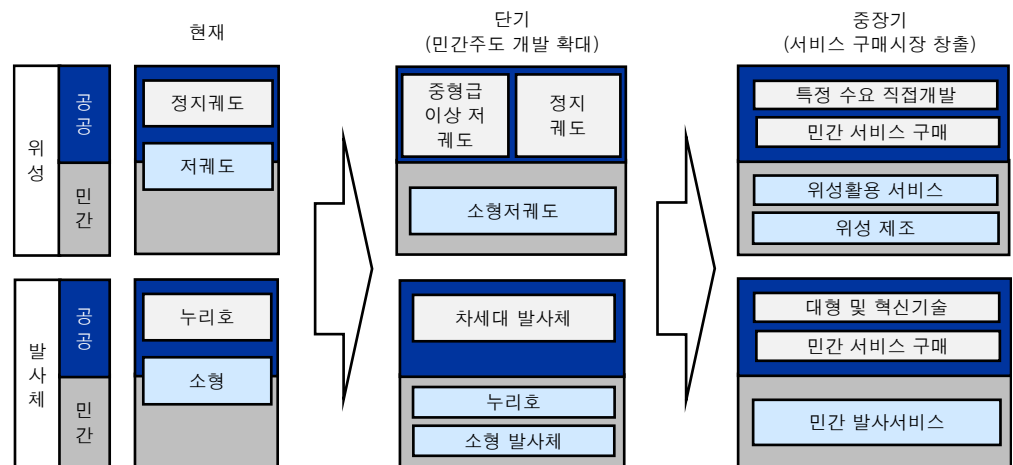 현재
단기
(민간주도 개발 확대)
중장기
(서비스 구매시장 창출)
위
성
공
공
민
간
정지궤도
저궤도
중형급
이상 저
궤도
정지
궤도
소형저궤도
특정 수요 직접개발
민간 서비스 구매
위성활용 서비스
위성 제조
발
사
체
공
공
민
간
누리호
소형
차세대 발사체
누리호
소형 발사체
대형 및 혁신기술
민간 서비스 구매
민간 발사서비스